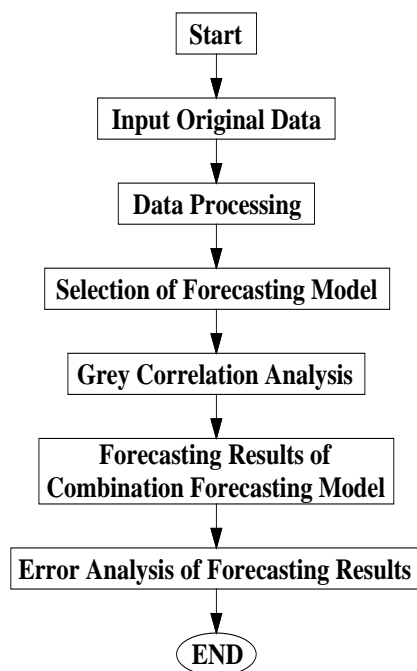 Start
Input Original Data
Data Processing
Selection of Forecasting Model
Grey Correlation Analysis
Forecasting Results of
Combination Forecasting Model
Error Analysis of Forecasting Results
END